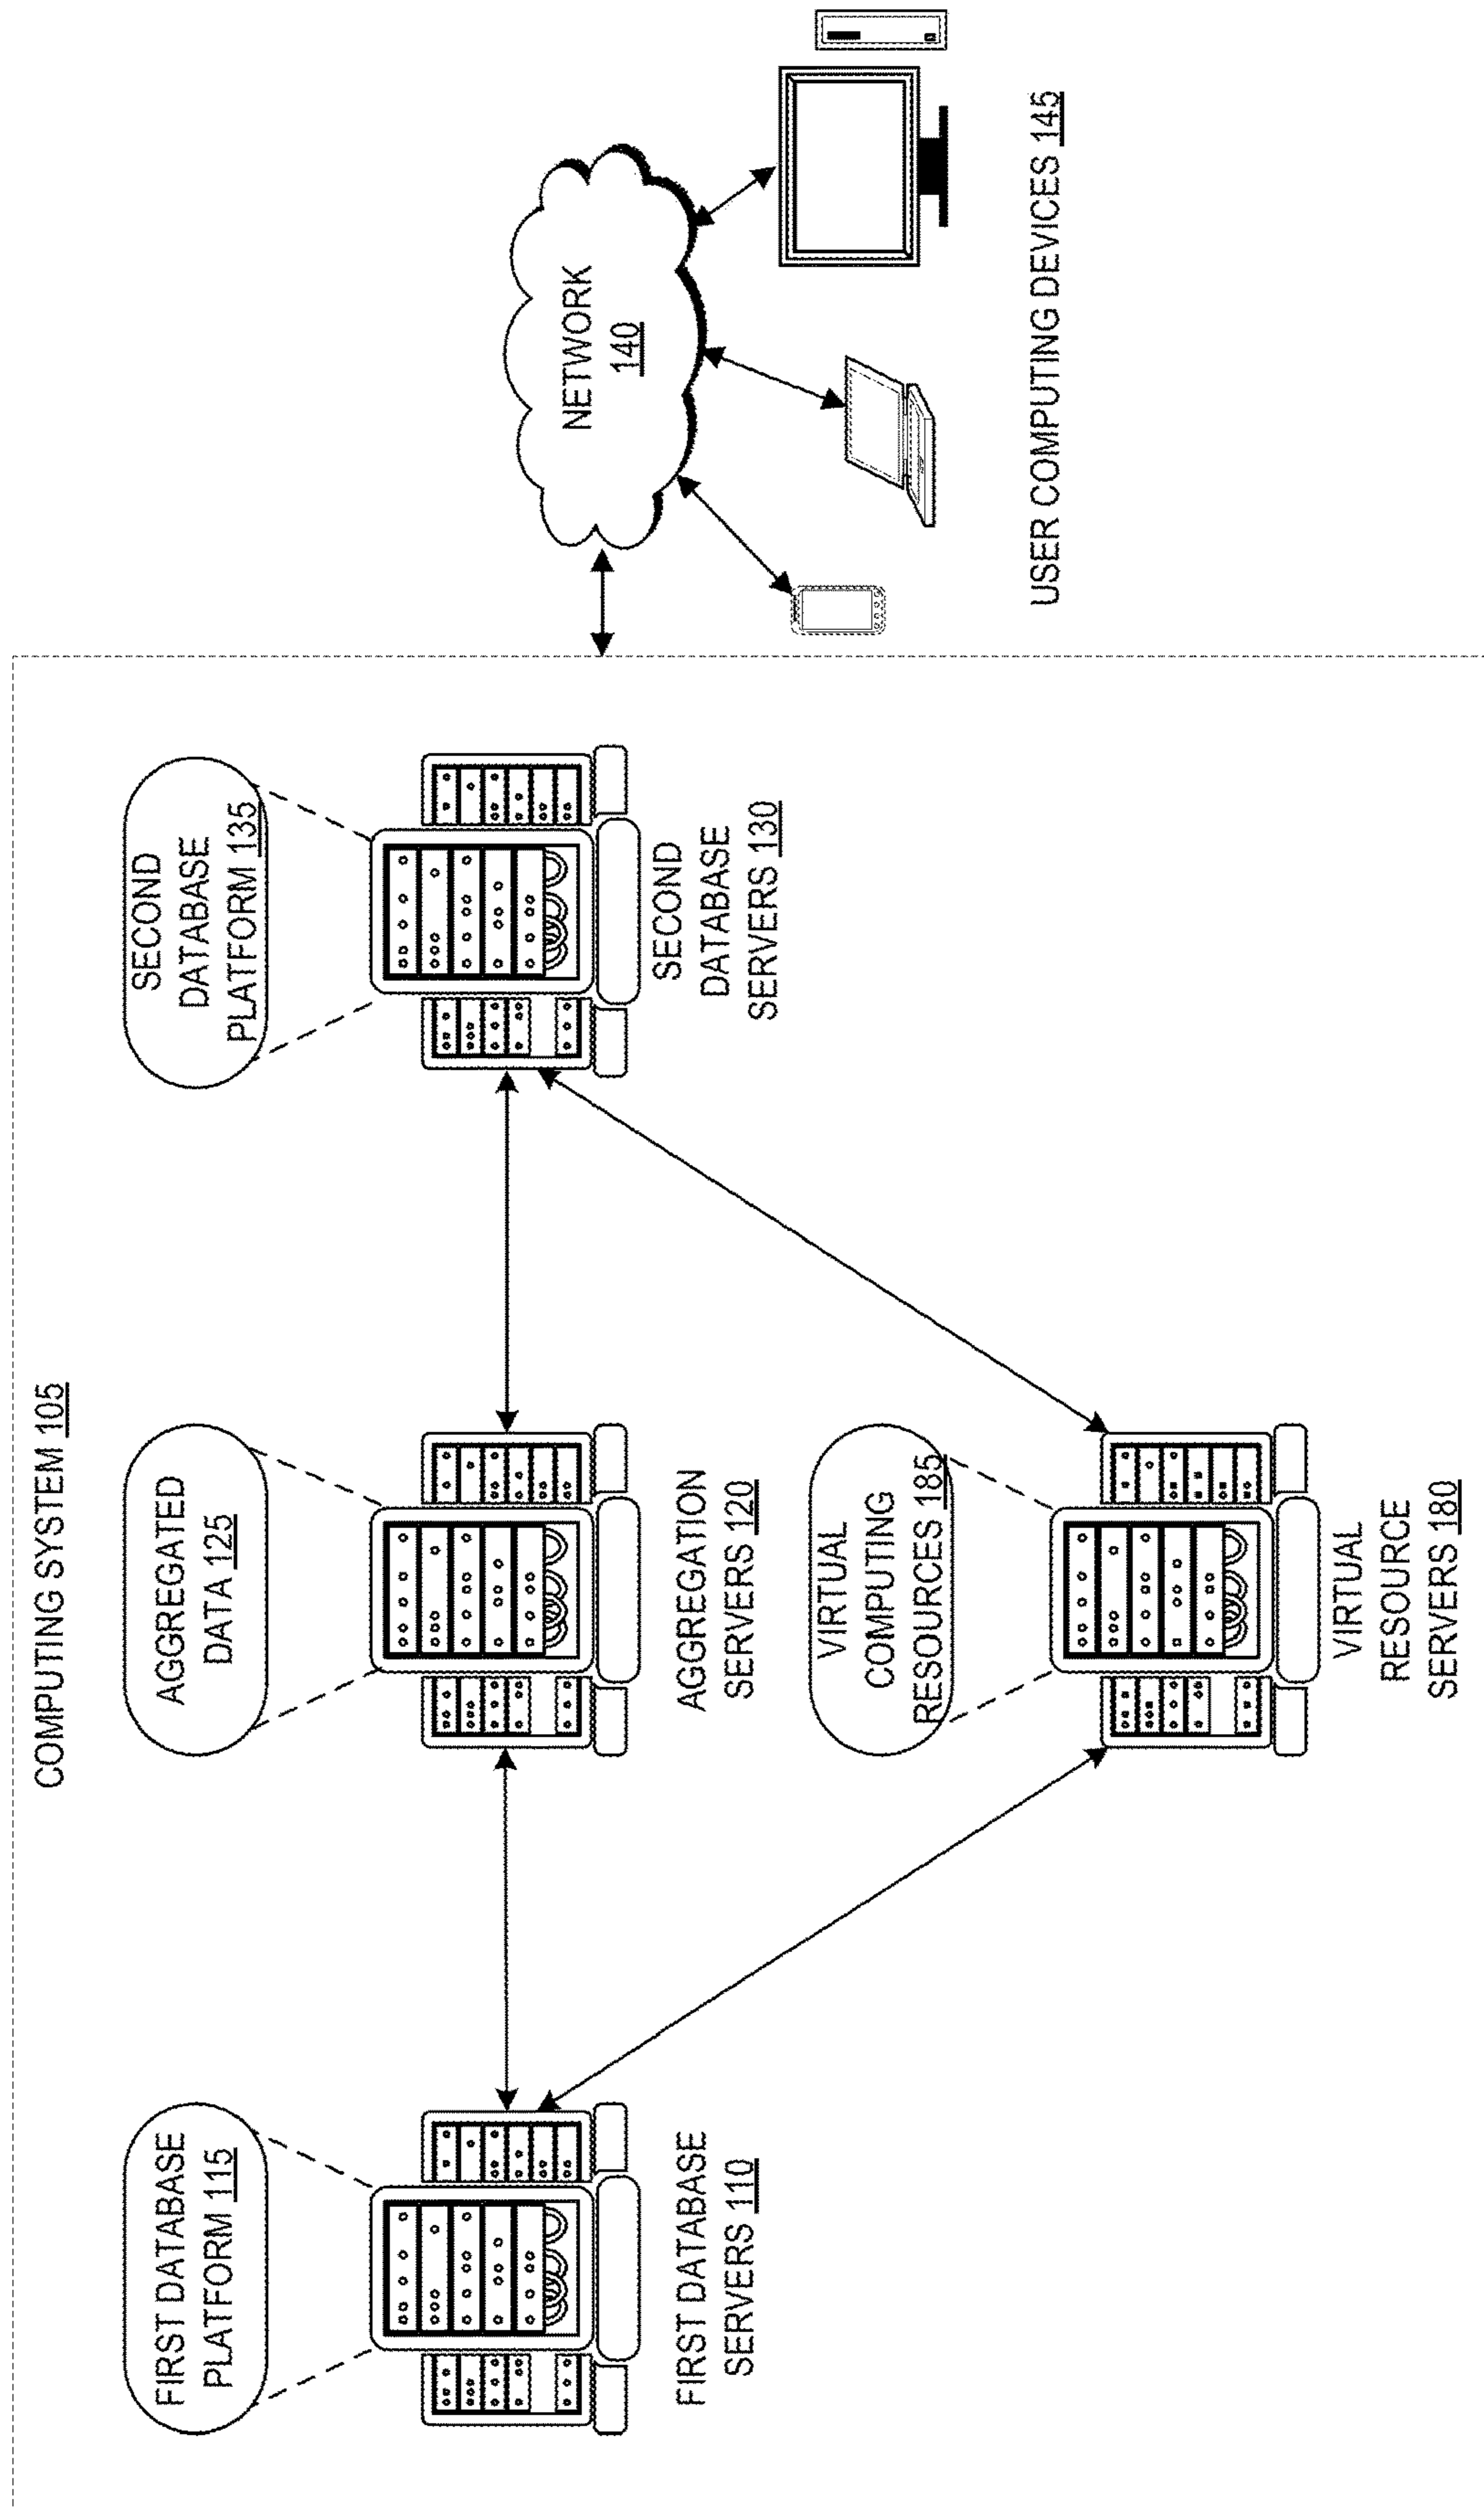 COMPUTING SYSTEM 105
FIRST DATABASE
PLATFORM 115
AGGREGATED
DATA 125
SECOND
DATABASE
PLATFORM 135
FIRST DATABASE
SERVERS 110
AGGREGATION
SERVERS 120
SECOND
DATABASE
SERVERS 130
VIRTUAL
COMPUTING
RESOURCES 185
VIRTUAL
RESOURCE
SERVERS 180
NETWORK
140
USER COMPUTING DEVICES 145